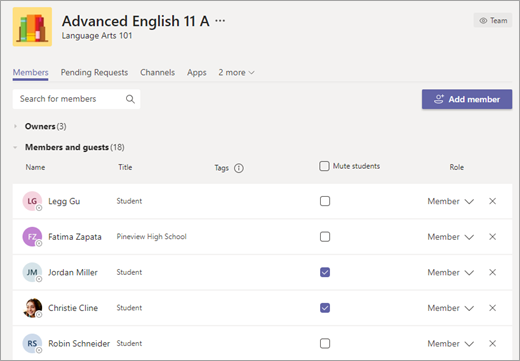 Advanced English 11 A ···
Team
Language Arts 101
Members Pending Requests Channels Apps 2 more
Search for members
Add member
Owners (3)
Members and guests (18)
Name Title Tags Mute students Role
LG Legg Gu Student Member
FZ Fatima Zapata Pineview High School Member
JM Jordan Miller Student Member
Christie Cline Student Member
RS Robin Schneider Student Member